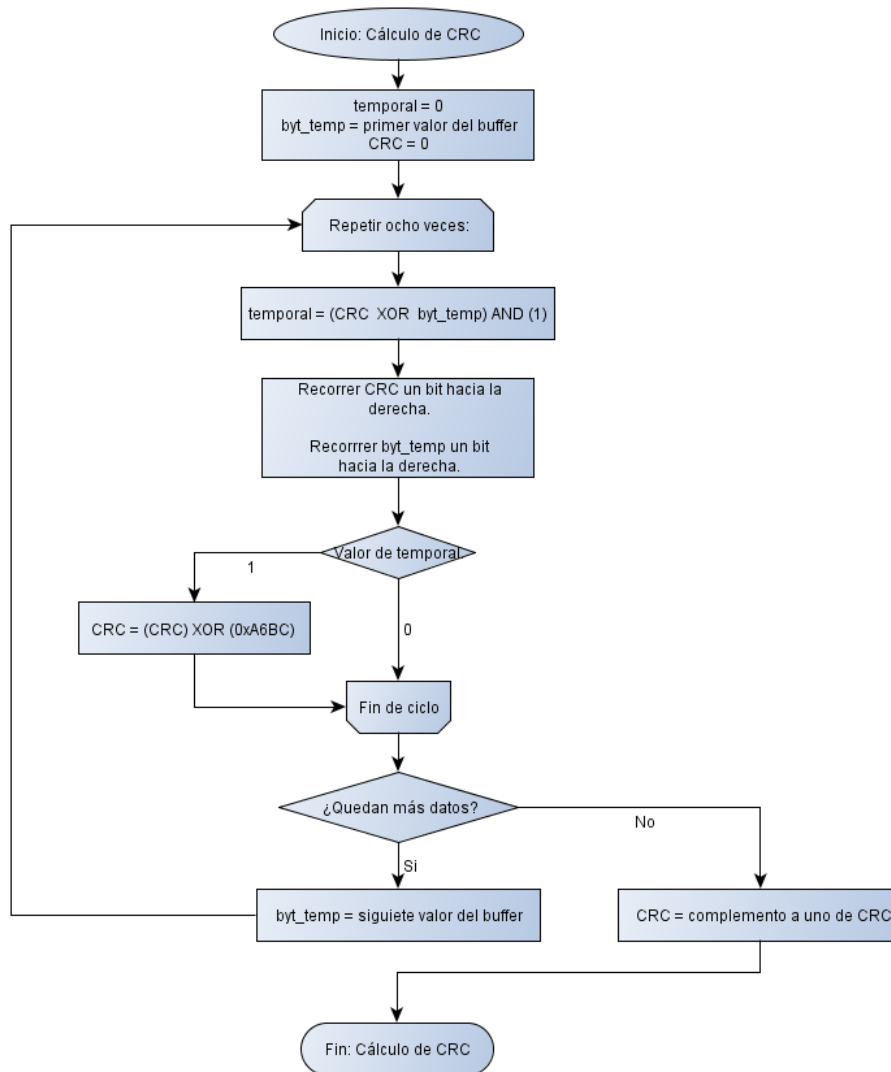 Inicio: Cálculo de CRC
temporal = 0
byt_temp = primer valor del buffer
CRC = 0
Repetir ocho veces:
temporal = (CRC XOR byt_temp) AND (1)
Recorrer CRC un bit hacia la
derecha.
Recorrrer byt_temp un bit
hacia la derecha.
Valor de temporal
1
0
CRC = (CRC) XOR (0xA6BC)
Fin de ciclo
¿Quedan más datos?
No
Si
byt_temp = siguiete valor del buffer
CRC = complemento a uno de CRC
Fin: Cálculo de CRC